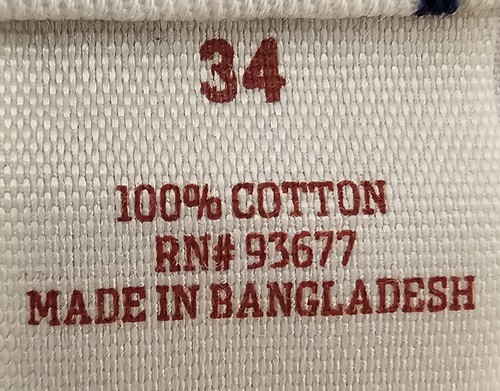 34
100% COTTON
RN# 93677
MADE IN BANGLADESH